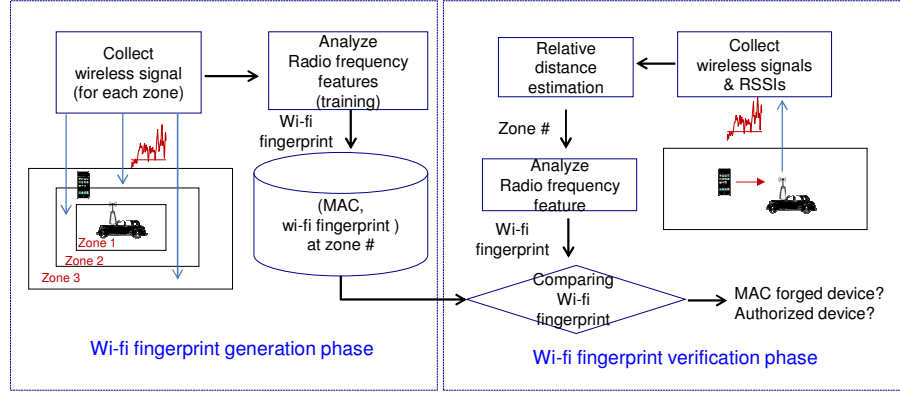 Collect
wireless signal
(for each zone)
Analyze
Radio frequency
features
(training)
Wi-fi
fingerprint
(MAC,
wi-fi fingerprint )
at zone #
Zone 1
Zone 2
Zone 3
Wi-fi fingerprint generation phase
Relative
distance
estimation
Collect
wireless signals
& RSSIs
Zone #
Analyze
Radio frequency
feature
Wi-fi
fingerprint
Comparing
Wi-fi
fingerprint
MAC forged device?
Authorized device?
Wi-fi fingerprint verification phase